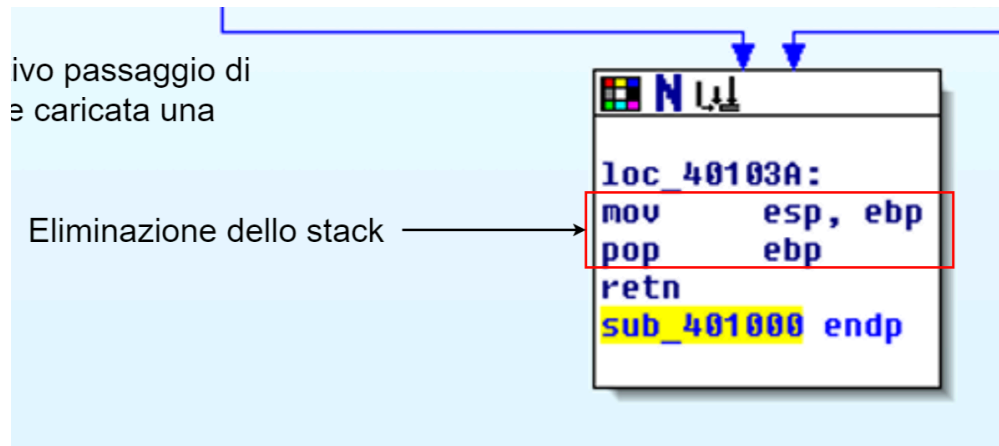 ivo passaggio di
e caricata una
Eliminazione dello stack
N
loc_40103A:
mov esp, ebp
pop ebp
retn
sub_401000 endp